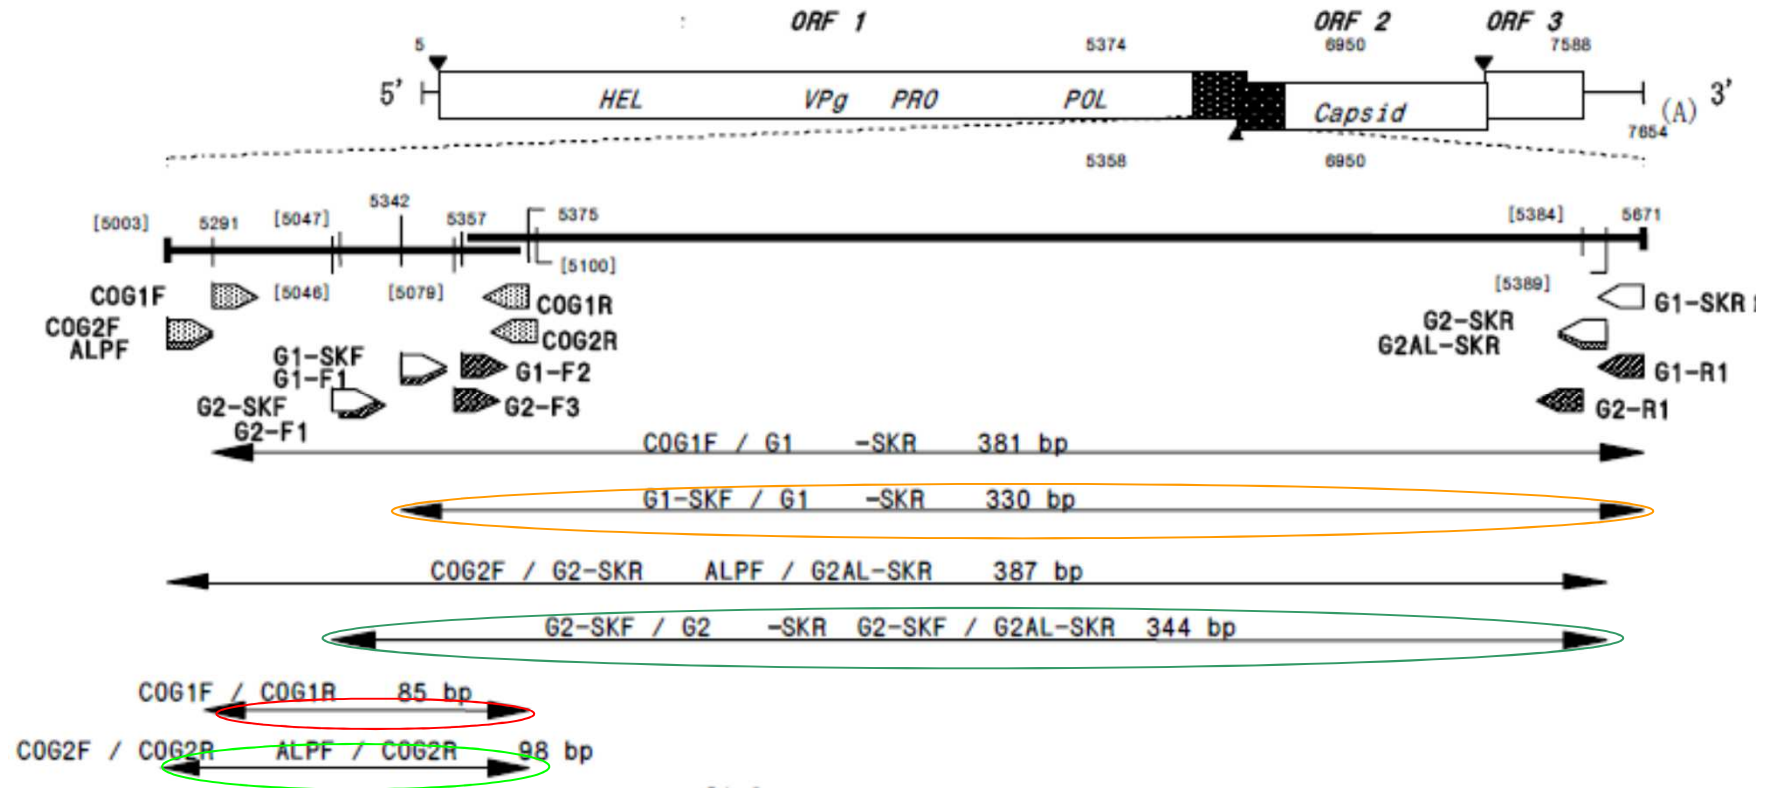 ORF 1 ORF 2 ORF 3
5 5374 6950 7588
5' HEL VPg PRO POL Capsid (A) 3'
7654
5358 6950
[5003] 5291 [5047] 5342 5357 5375 [5384] 5671
[5046] [5079] [5100] [5389]
COG1F COG1R G1-SKR
COG2F COG2R G2-SKR
ALPF G2AL-SKR
G1-SKF
G1-F1 G1-F2 G1-R1
G2-SKF G2-F3 G2-R1
G2-F1
COG1F / G1 -SKR 381 bp
G1-SKF / G1 -SKR 330 bp
COG2F / G2-SKR ALPF / G2AL-SKR 387 bp
G2-SKF / G2 -SKR G2-SKF / G2AL-SKR 344 bp
COG1F / COG1R 85 bp
COG2F / COG2R ALPF / COG2R 98 bp